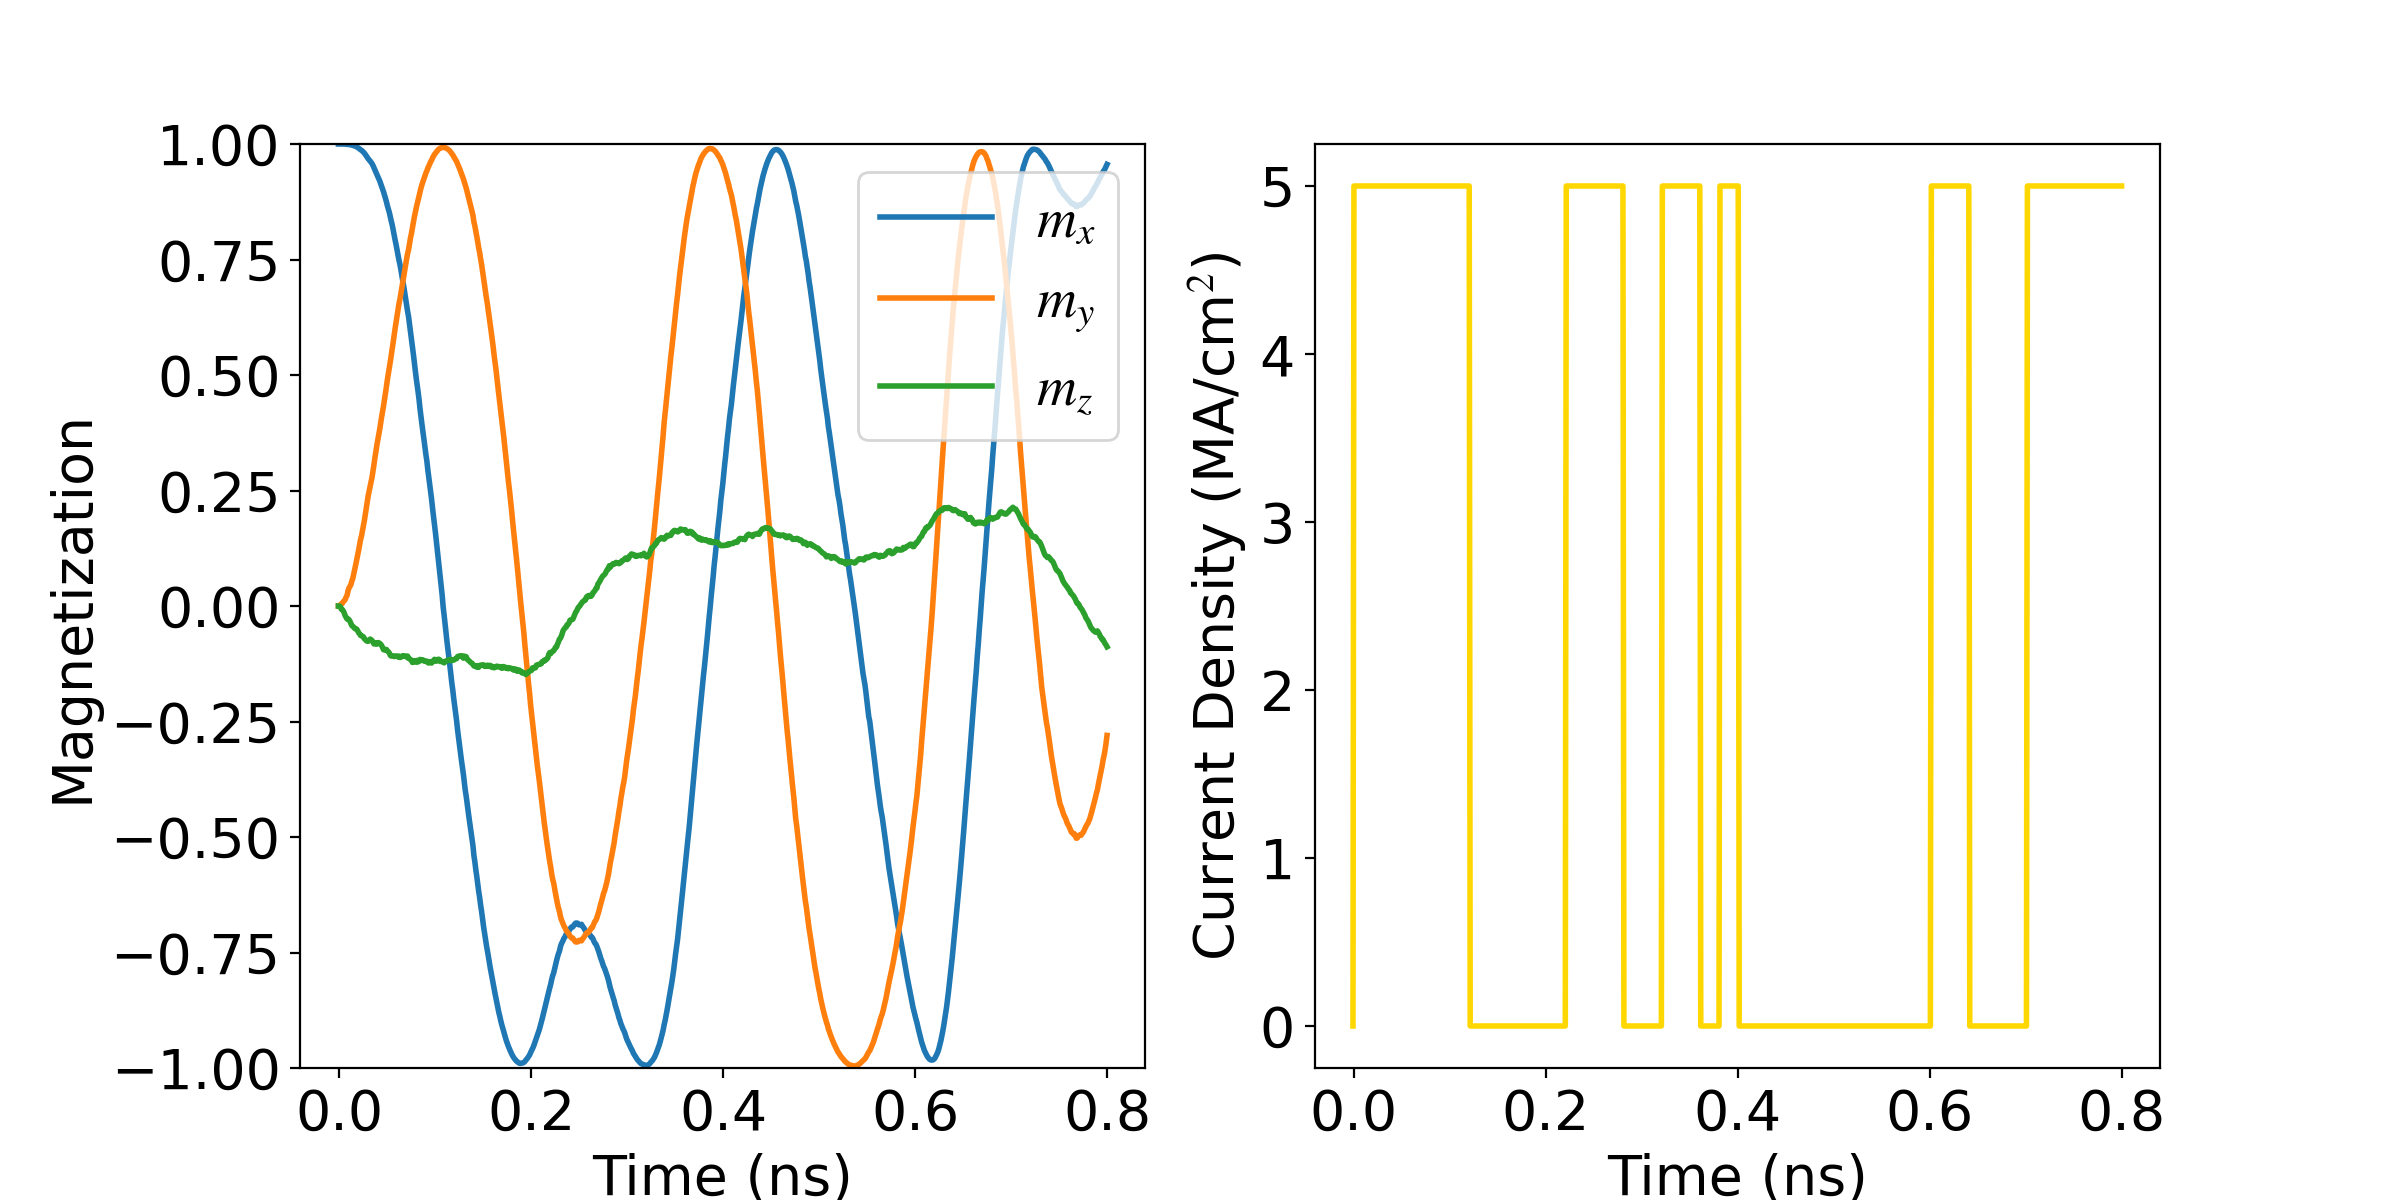 Magnetization
1.00
0.75
0.50
0.25
0.00
−0.25
−0.50
−0.75
−1.00
0.0 0.2 0.4 0.6 0.8
Time (ns)
m_x
m_y
m_z
Current Density (MA/cm²)
5
4
3
2
1
0
0.0 0.2 0.4 0.6 0.8
Time (ns)